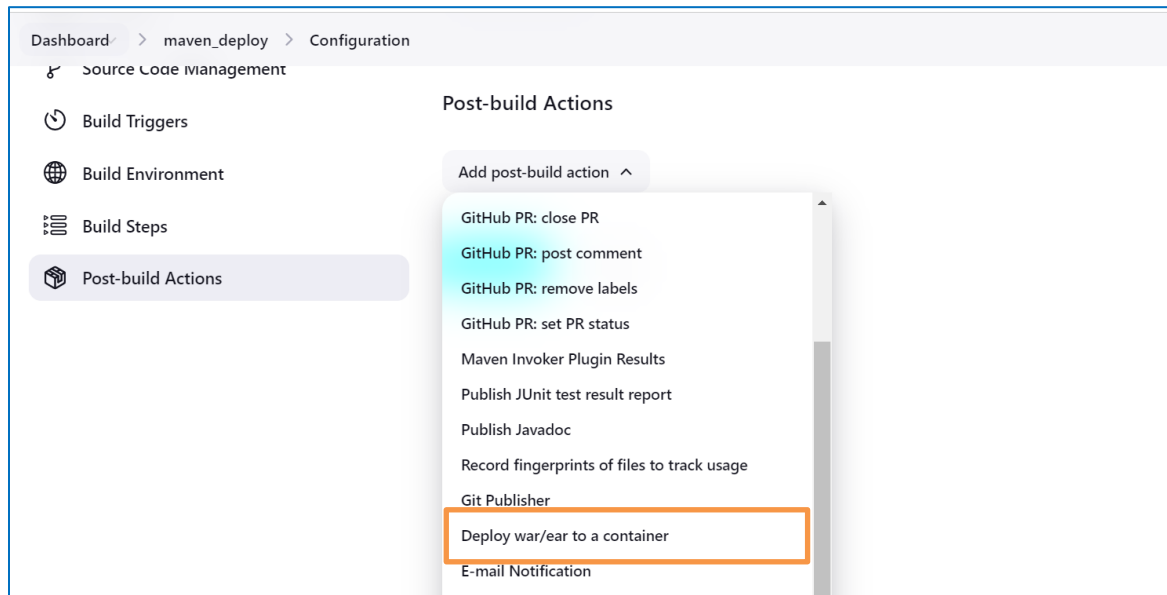 Dashboard > maven_deploy > Configuration
Source Code Management
Build Triggers
Build Environment
Build Steps
Post-build Actions
Post-build Actions
Add post-build action
GitHub PR: close PR
GitHub PR: post comment
GitHub PR: remove labels
GitHub PR: set PR status
Maven Invoker Plugin Results
Publish JUnit test result report
Publish Javadoc
Record fingerprints of files to track usage
Git Publisher
Deploy war/ear to a container
E-mail Notification